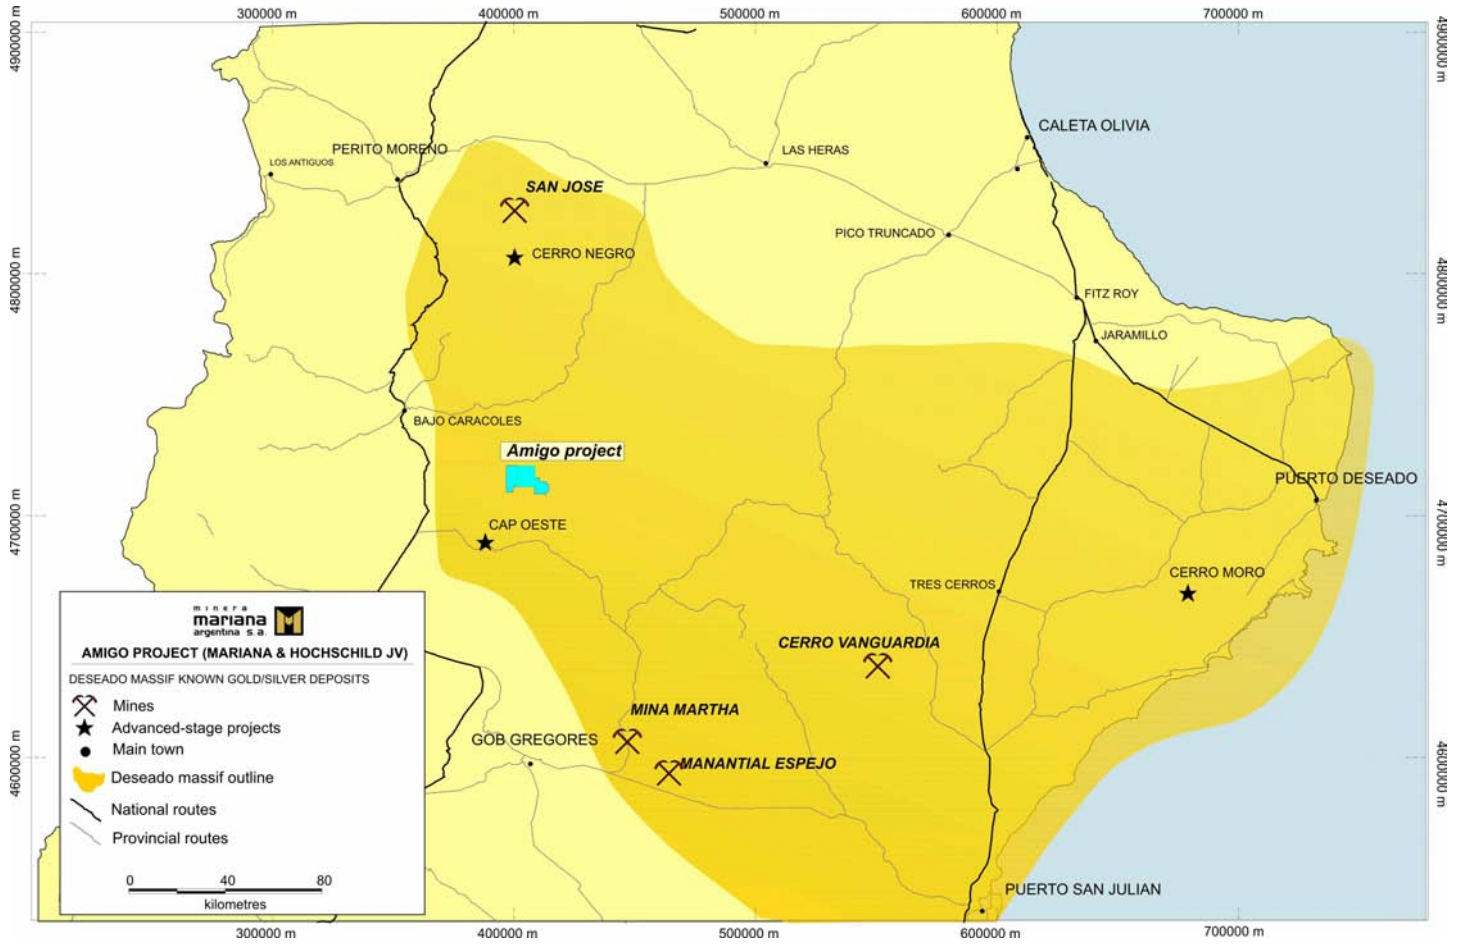 300000 m
400000 m
500000 m
600000 m
700000 m
4900000 m
4900000 m
CALETA OLIVIA
PERITO MORENO
LAS HERAS
LOS ANTIGUOS
SAN JOSE
PICO TRUNCADO
CERRO NEGRO
4800000 m
4800000 m
FITZ ROY
JARAMILLO
BAJO CARACOLES
Amigo project
PUERTO DESEADO
4700000 m
4700000 m
CAP OESTE
CERRO MORO
TRES CERROS
CERRO VANGUARDIA
MINA MARTHA
GOB GREGORES
MANANTIAL ESPEJO
4600000 m
4600000 m
PUERTO SAN JULIAN
minera
mariana
argentina s.a.
AMIGO PROJECT (MARIANA & HOCHSCHILD JV)
DESEADO MASSIF KNOWN GOLD/SILVER DEPOSITS
Mines
Advanced-stage projects
Main town
Deseado massif outline
National routes
Provincial routes
0 40 80
kilometres
300000 m
400000 m
500000 m
600000 m
700000 m